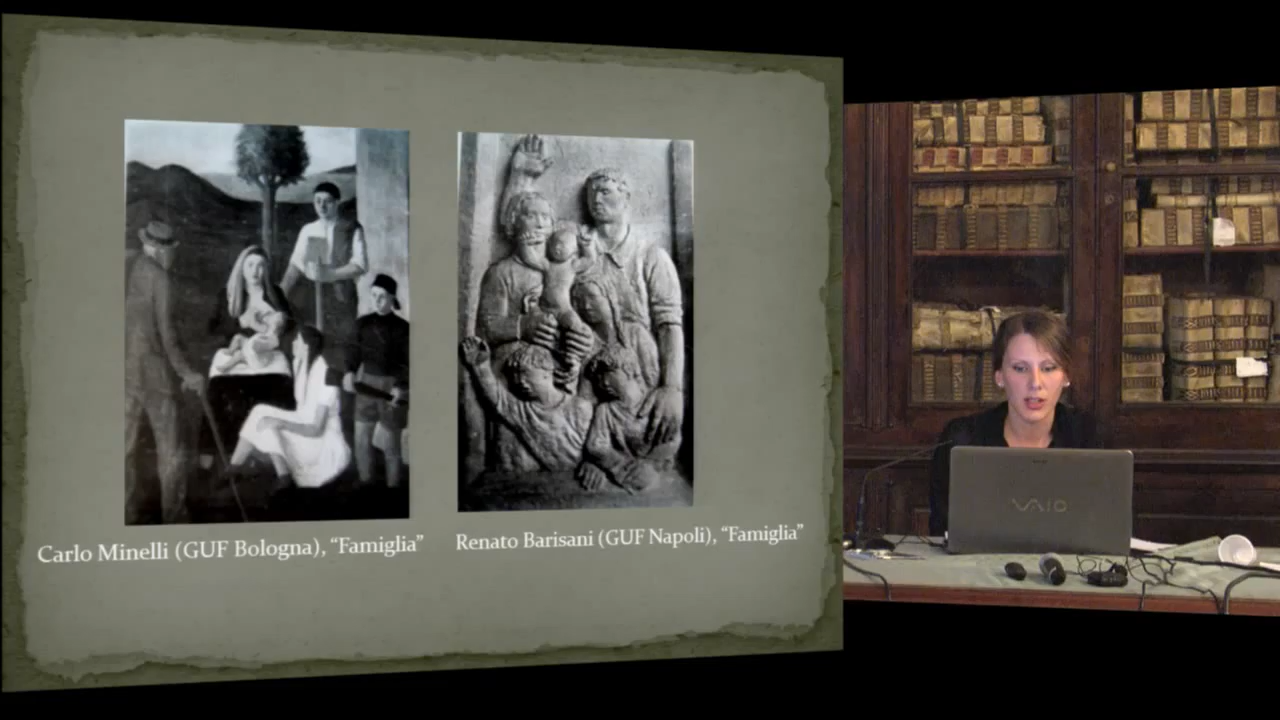 Carlo Minelli (GUF Bologna), “Famiglia”
Renato Barisani (GUF Napoli), “Famiglia”
VAIO